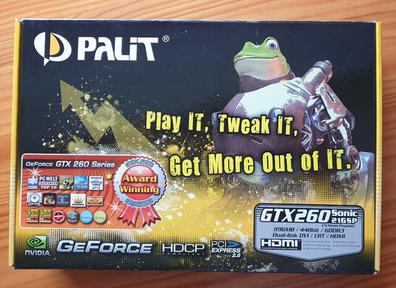 PALIT®
Play IT, Tweak IT,
Get More Out of IT.
GeForce GTX 260 Series
Award
Winning
GTX260 Sonic
216SP
896MB / 448bit / GDDR3
Dual-link DVI / CRT / HDMI
HDMI
NVIDIA
GeForce
HDCP
PCI
EXPRESS 2.0